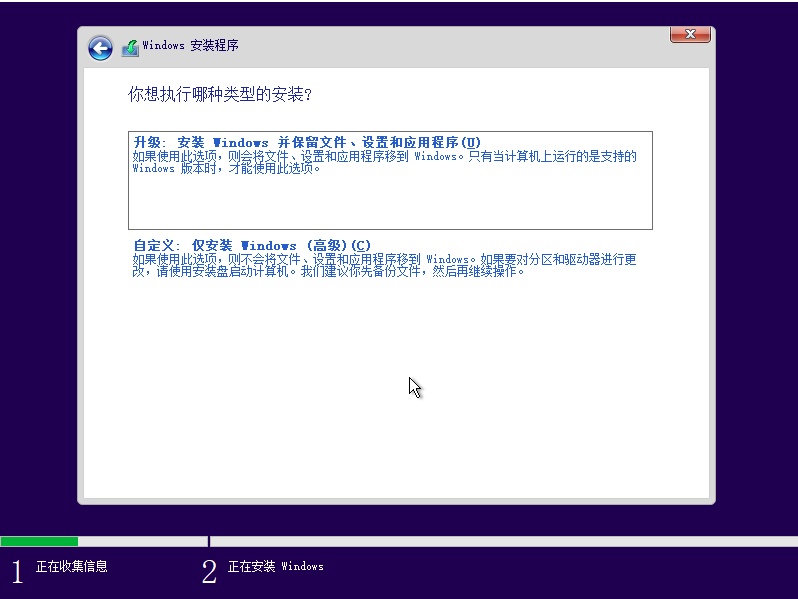 Windows 安装程序
你想执行哪种类型的安装?
升级: 安装 Windows 并保留文件、设置和应用程序(U)
如果使用此选项，则会将文件、设置和应用程序移到 Windows。只有当计算机上运行的是支持的
Windows 版本时，才能使用此选项。
自定义: 仅安装 Windows (高级)(C)
如果使用此选项，则不会将文件、设置和应用程序移到 Windows。如果要对分区和驱动器进行更
改，请使用安装盘启动计算机。我们建议你先备份文件，然后再继续操作。
1 正在收集信息
2 正在安装 Windows